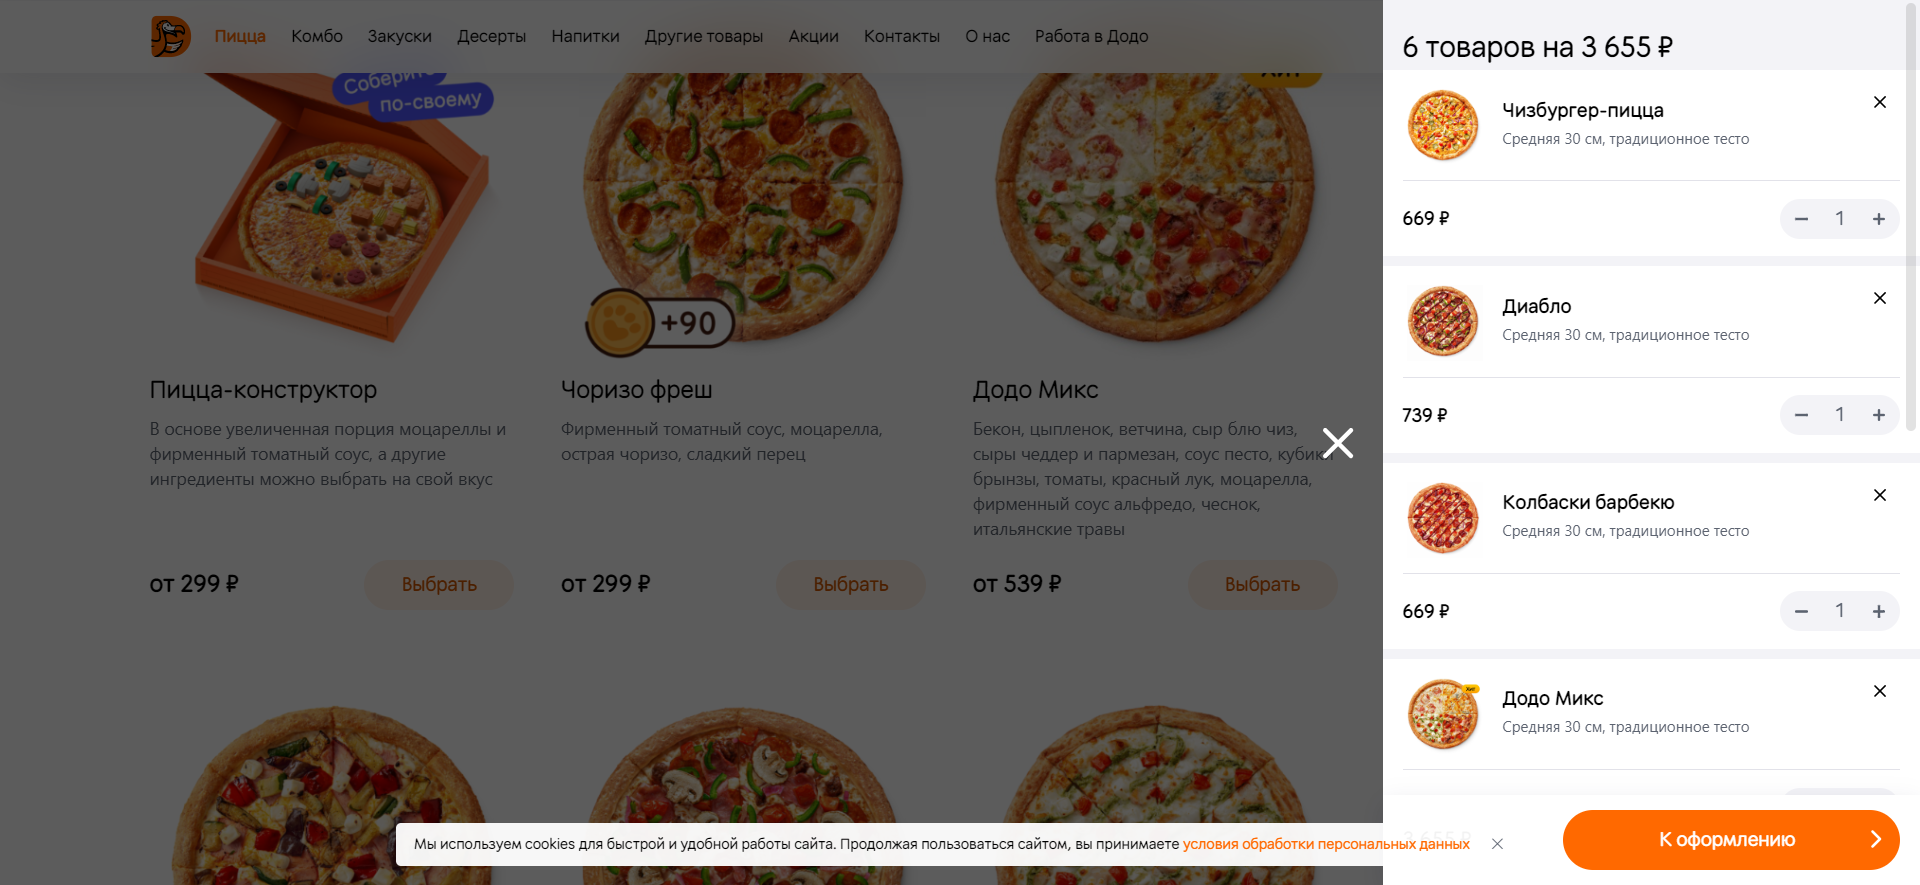 Пицца Комбо Закуски Десерты Напитки Другие товары Акции Контакты О нас Работа в Додо
Соберите
по-своему
+90
Хит
Пицца-конструктор
В основе увеличенная порция моцареллы и
фирменный томатный соус, а другие
ингредиенты можно выбрать на свой вкус
от 299 ₽ Выбрать
Чоризо фреш
Фирменный томатный соус, моцарелла,
острая чоризо, сладкий перец
от 299 ₽ Выбрать
Додо Микс
Бекон, цыпленок, ветчина, сыр блю чиз,
сыры чеддер и пармезан, соус песто, кубики
брынзы, томаты, красный лук, моцарелла,
фирменный соус альфредо, чеснок,
итальянские травы
от 539 ₽ Выбрать
6 товаров на 3 655 ₽
Чизбургер-пицца
Средняя 30 см, традиционное тесто
669 ₽ 1
Диабло
Средняя 30 см, традиционное тесто
739 ₽ 1
Колбаски барбекю
Средняя 30 см, традиционное тесто
669 ₽ 1
Хит
Додо Микс
Средняя 30 см, традиционное тесто
3 655 ₽
К оформлению
Мы используем cookies для быстрой и удобной работы сайта. Продолжая пользоваться сайтом, вы принимаете условия обработки персональных данных